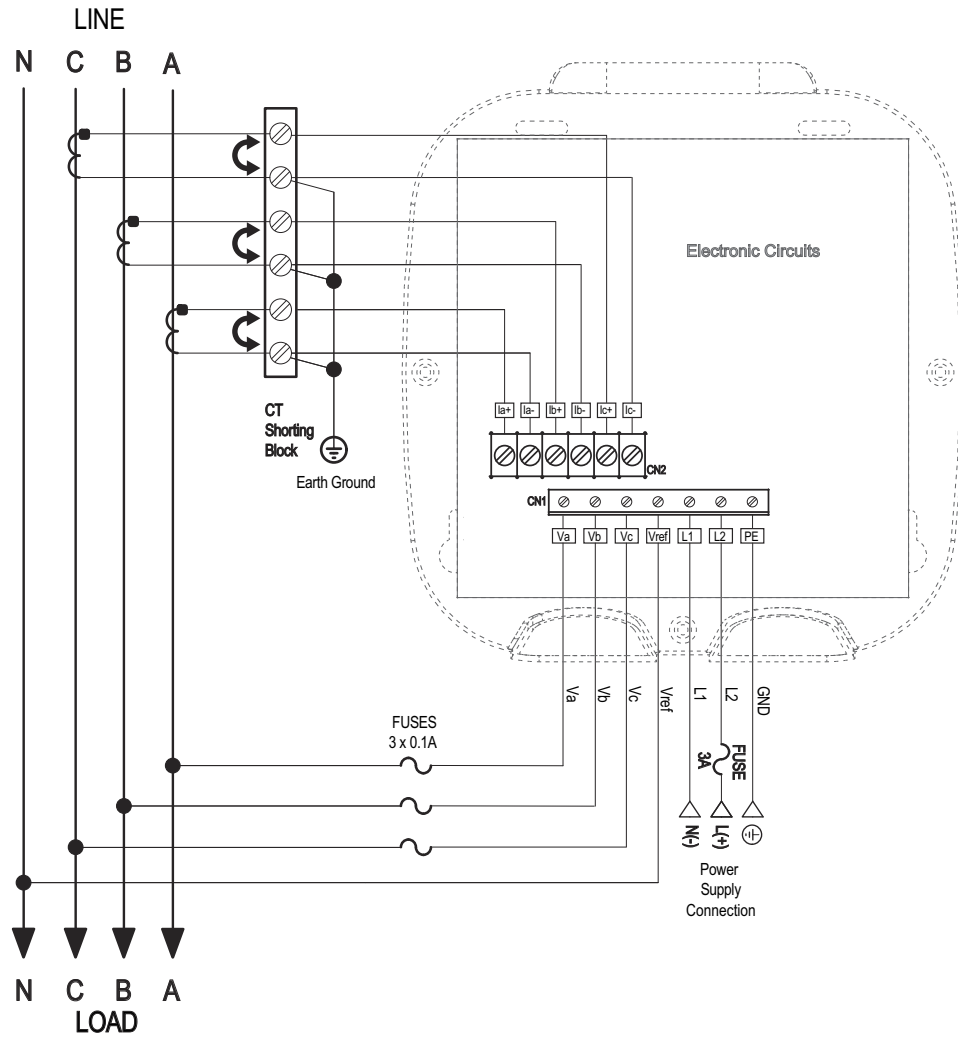 LINE
N C B A
Electronic Circuits
Ia+ Ia- Ib+ Ib- Ic+ Ic-
CT
Shorting
Block
Earth Ground
CN2
CN1
Va Vb Vc Vref L1 L2 PE
Va Vb Vc Vref L1 L2 GND
FUSES
3 x 0.1A
FUSE
3A
N(-) L(+)
Power
Supply
Connection
N C B A
LOAD